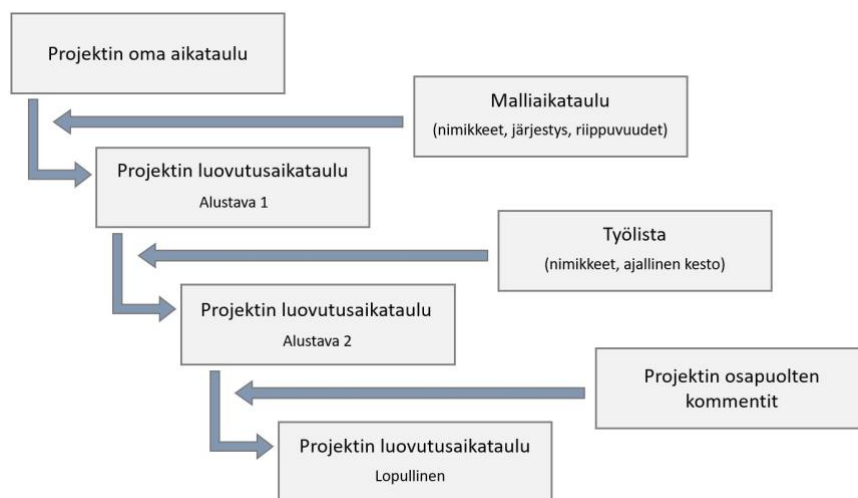 Projektin oma aikataulu
Malliaikataulu
(nimikkeet, järjestys, riippuvuudet)
Projektin luovutusaikataulu
Alustava 1
Työlista
(nimikkeet, ajallinen kesto)
Projektin luovutusaikataulu
Alustava 2
Projektin osapuolten
kommentit
Projektin luovutusaikataulu
Lopullinen